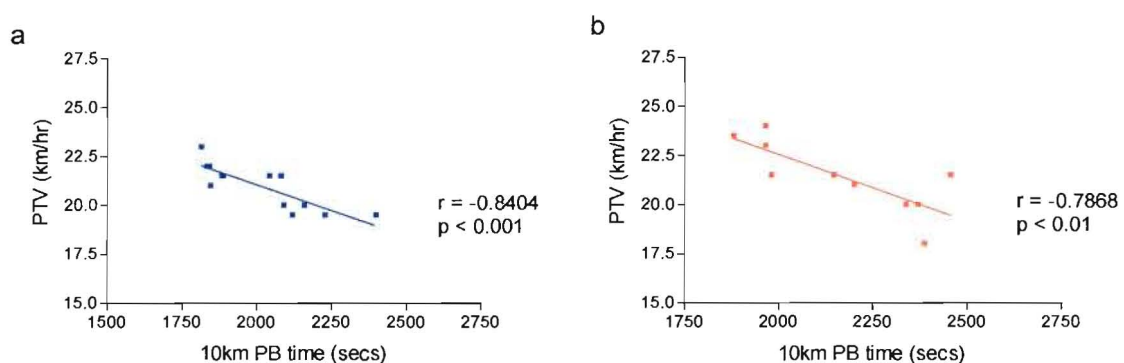 a
27.5
25.0
22.5
20.0
17.5
15.0
PTV (km/hr)
1500 1750 2000 2250 2500 2750
10km PB time (secs)
r = -0.8404
p < 0.001
b
27.5
25.0
22.5
20.0
17.5
15.0
PTV (km/hr)
1750 2000 2250 2500 2750
10km PB time (secs)
r = -0.7868
p < 0.01